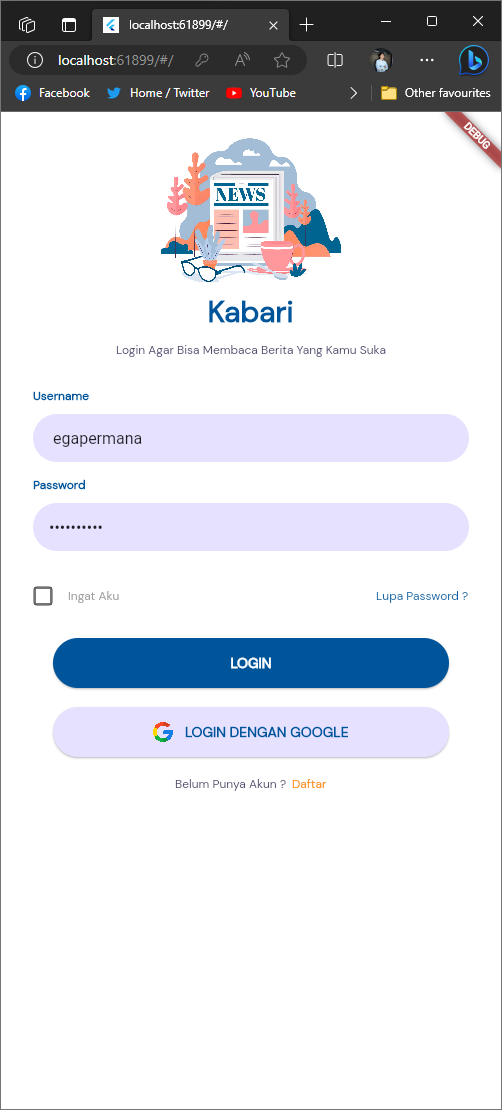 localhost:61899/#/
localhost:61899/#/
Facebook
Home / Twitter
YouTube
Other favourites
DEBUG
NEWS
Kabari
Login Agar Bisa Membaca Berita Yang Kamu Suka
Username
egapermana
Password
••••••••••
Ingat Aku
Lupa Password ?
LOGIN
LOGIN DENGAN GOOGLE
Belum Punya Akun ? Daftar